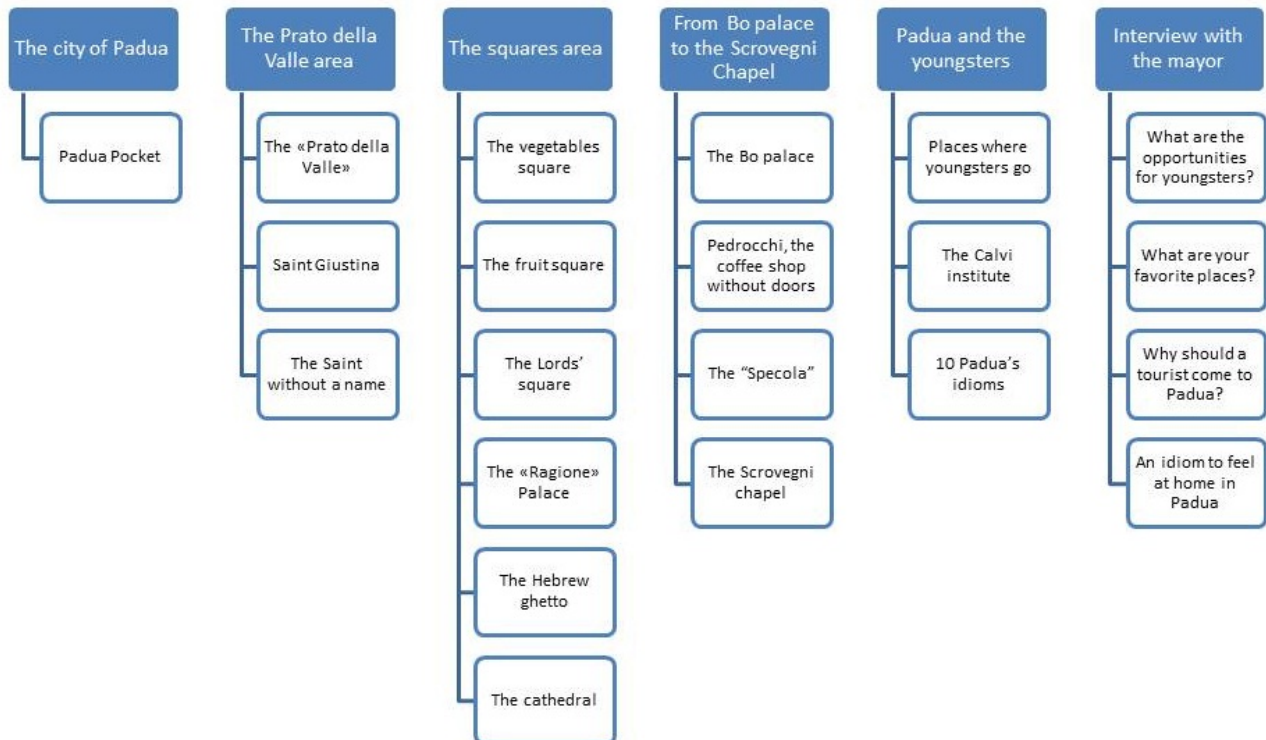 The city of Padua
Padua Pocket
The Prato della
Valle area
The «Prato della
Valle»
Saint Giustina
The Saint
without a name
The squares area
The vegetables
square
The fruit square
The Lords’
square
The «Ragione»
Palace
The Hebrew
ghetto
The cathedral
From Bo palace
to the Scrovegni
Chapel
The Bo palace
Pedrocchi, the
coffee shop
without doors
The “Specola”
The Scrovegni
chapel
Padua and the
youngsters
Places where
youngsters go
The Calvi
institute
10 Padua’s
idioms
Interview with
the mayor
What are the
opportunities
for youngsters?
What are your
favorite places?
Why should a
tourist come to
Padua?
An idiom to feel
at home in
Padua